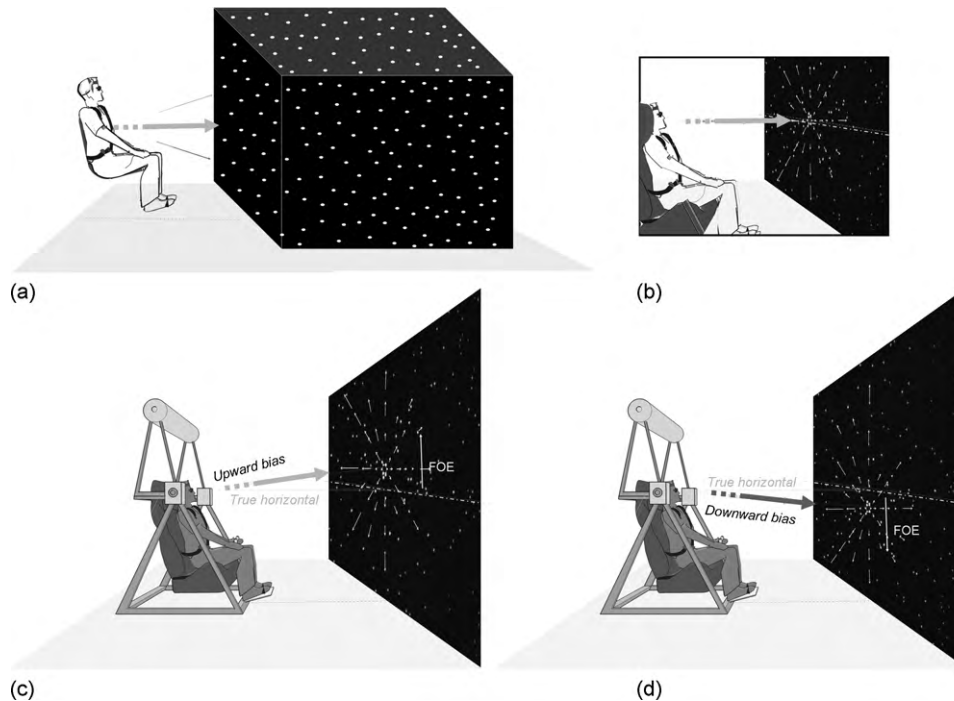 (a)
(b)
Upward bias
True horizontal
FOE
True horizontal
Downward bias
FOE
(c)
(d)